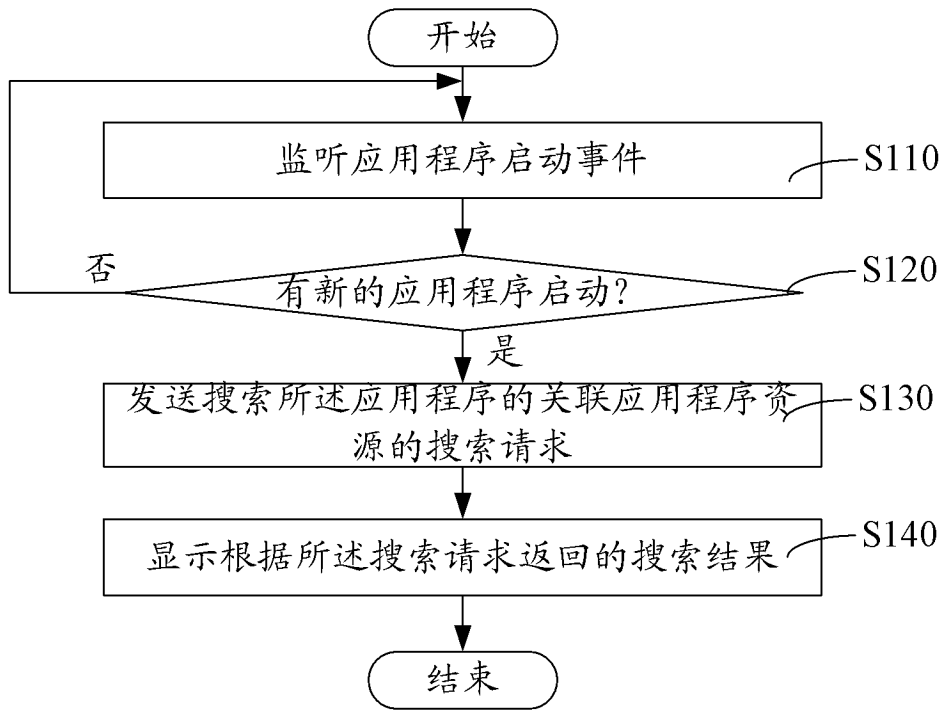 开始
监听应用程序启动事件
S110
否
有新的应用程序启动?
S120
是
发送搜索所述应用程序的关联应用程序资
源的搜索请求
S130
显示根据所述搜索请求返回的搜索结果
S140
结束